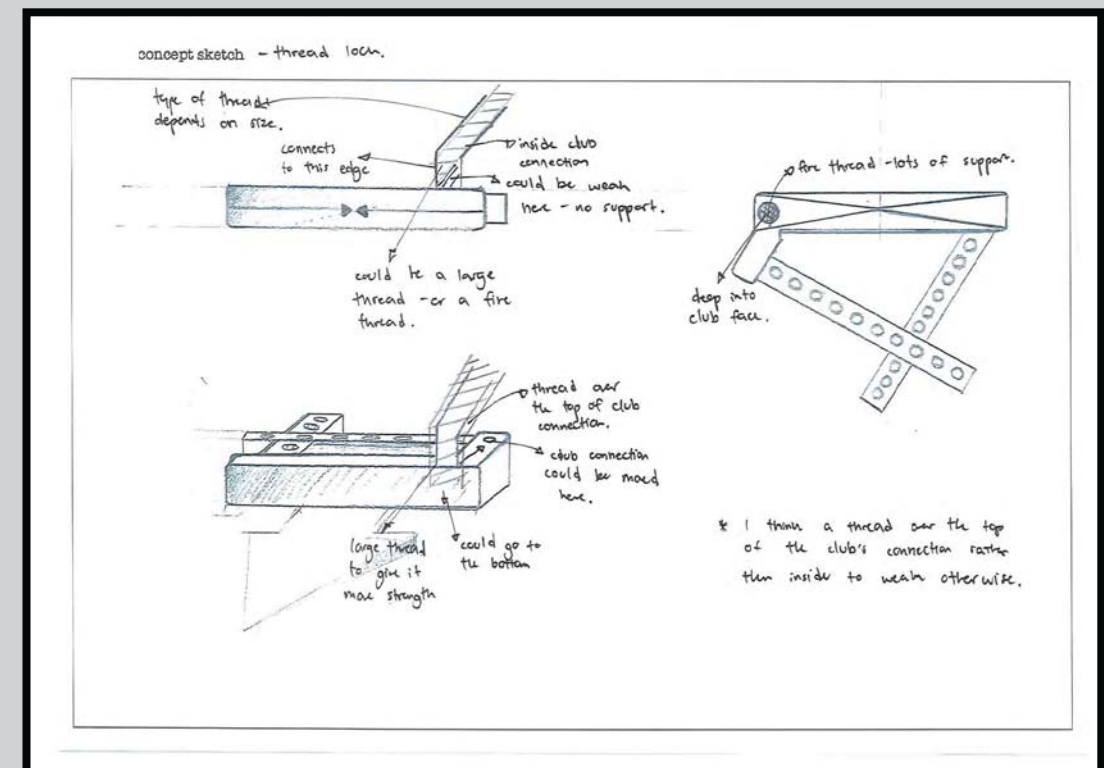 concept sketch - thread lock.
type of thread
depends on size.
connects
to this edge
inside club
connection
could be weak
here - no support.
could be a large
thread - or a fine
thread.
fine thread - lots of support.
deep into
club face.
thread over
the top of club
connection.
club connection
could be moved
here.
large thread
to give it
more strength
could go to
the bottom
* I think a thread over the top
of the club's connection rather
then inside to weak otherwise.